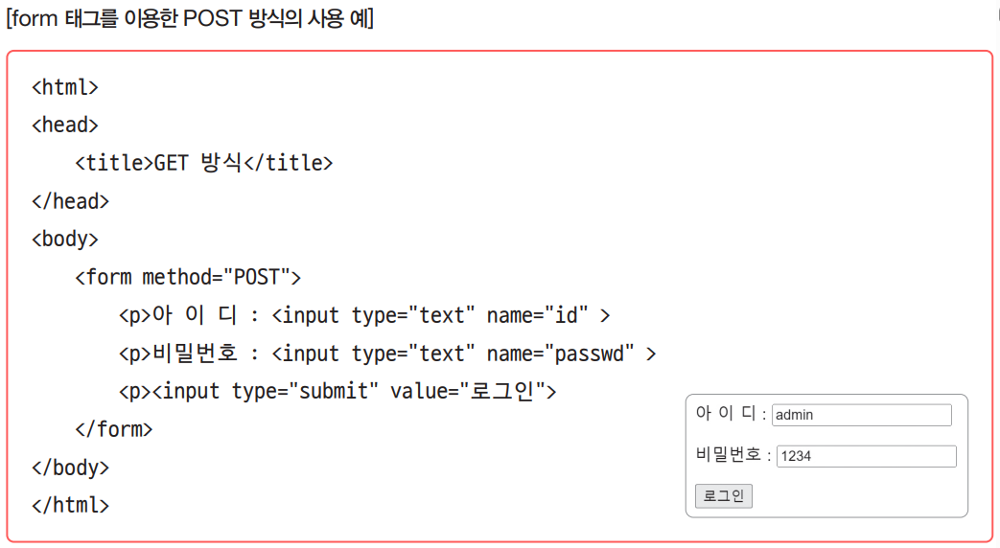 [form 태그를 이용한 POST 방식의 사용 예]
<html>
<head>
<title>GET 방식</title>
</head>
<body>
<form method="POST">
<p>아 이 디 : <input type="text" name="id" >
<p>비밀번호 : <input type="text" name="passwd" >
<p><input type="submit" value="로그인">
</form>
</body>
</html>
아 이 디 : admin
비밀번호 : 1234
로그인